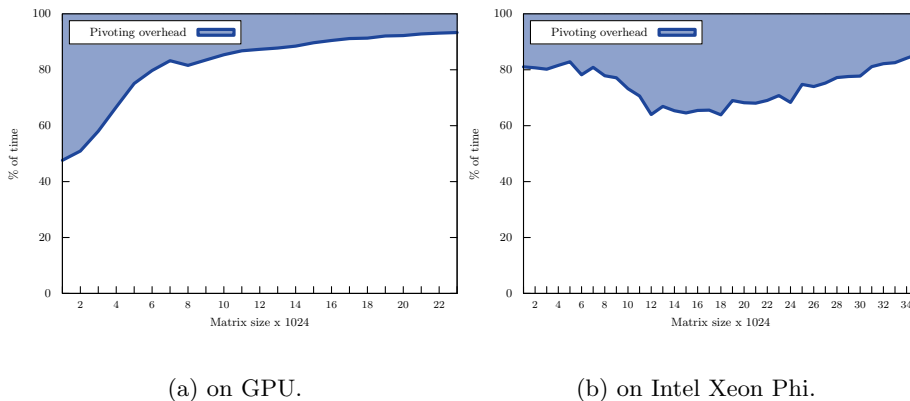 100
80
60
40
20
0
% of time
Pivoting overhead
2 4 6 8 10 12 14 16 18 20 22
Matrix size x 1024
(a) on GPU.
100
80
60
40
20
0
% of time
Pivoting overhead
2 4 6 8 10 12 14 16 18 20 22 24 26 28 30 32 34
Matrix size x 1024
(b) on Intel Xeon Phi.